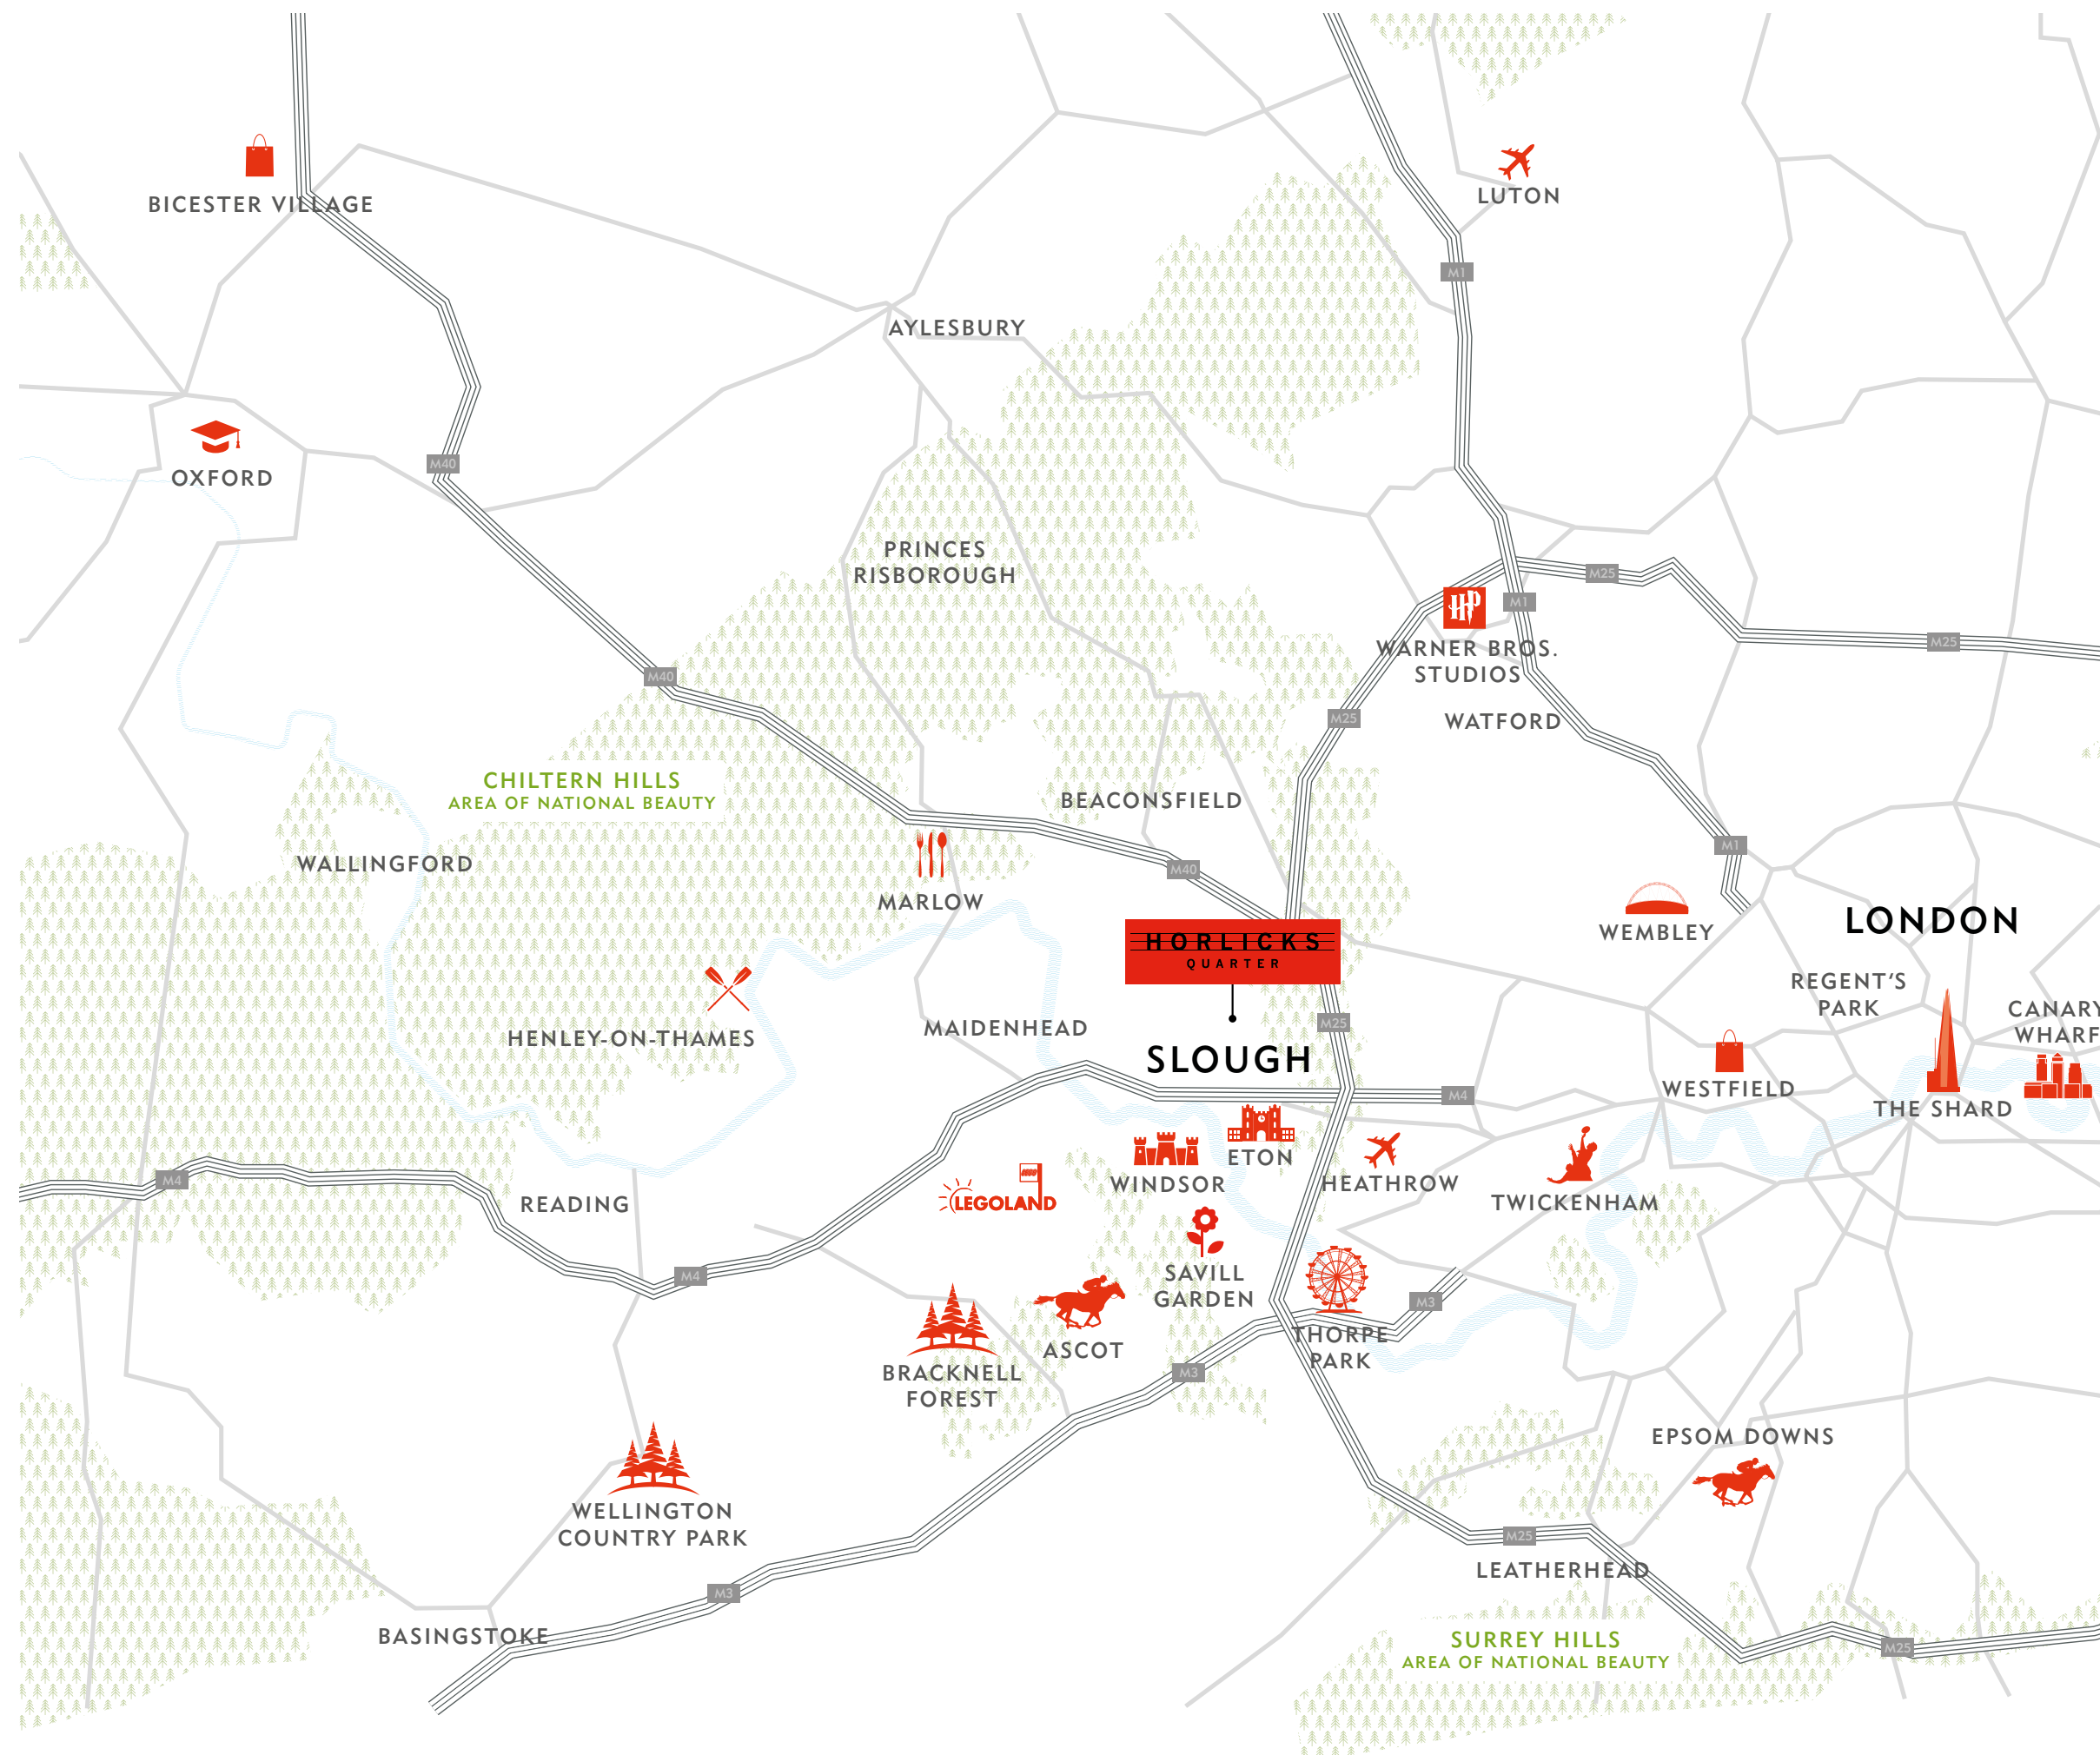 BICESTER VILLAGE
LUTON
M1
AYLESBURY
M40
OXFORD
PRINCES
RISBOROUGH
M25
M1
HP
M25
WARNER BROS.
STUDIOS
M40
M25
WATFORD
CHILTERN HILLS
AREA OF NATIONAL BEAUTY
BEACONSFIELD
M1
WALLINGFORD
M40
MARLOW
LONDON
WEMBLEY
HORLICKS
QUARTER
REGENT'S
PARK
CANARY
WHARF
MAIDENHEAD
M25
HENLEY-ON-THAMES
SLOUGH
WESTFIELD
M4
THE SHARD
ETON
M4
WINDSOR
HEATHROW
LEGO
LEGOLAND
READING
TWICKENHAM
M4
SAVILL
GARDEN
M3
THORPE
PARK
ASCOT
M3
BRACKNELL
FOREST
EPSOM DOWNS
WELLINGTON
COUNTRY PARK
M25
LEATHERHEAD
M3
BASINGSTOKE
SURREY HILLS
AREA OF NATIONAL BEAUTY
M25